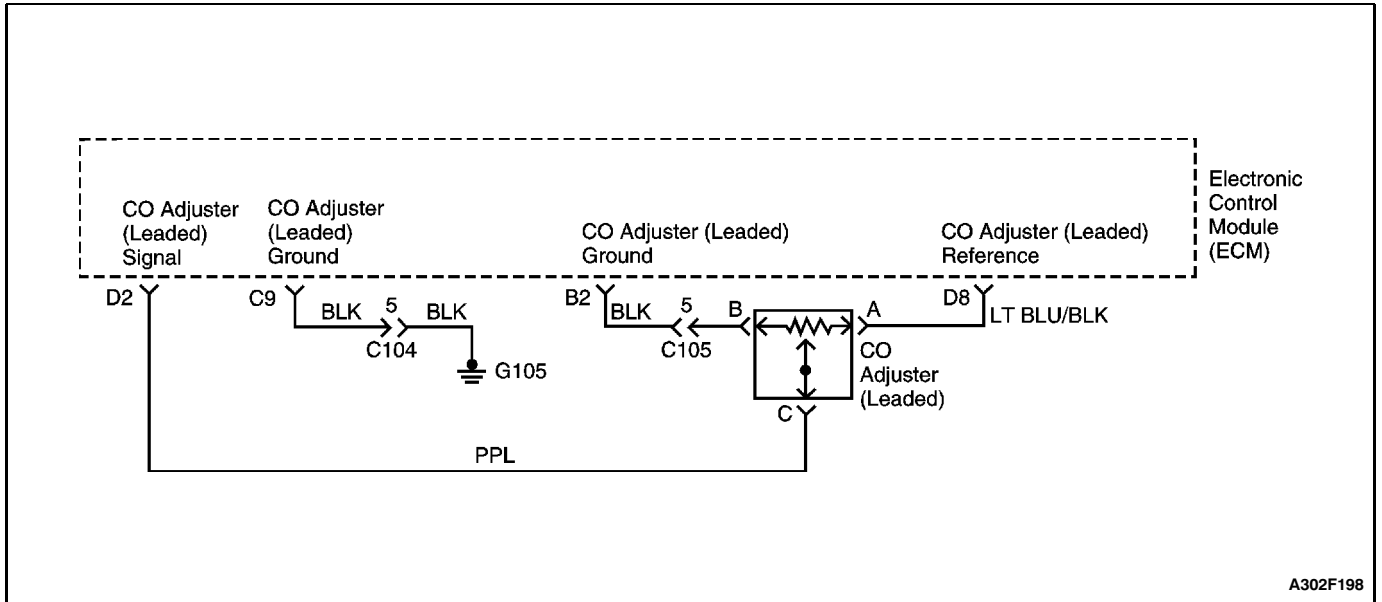 Electronic
Control
Module
(ECM)
CO Adjuster
(Leaded)
Signal
CO Adjuster
(Leaded)
Ground
CO Adjuster (Leaded)
Ground
CO Adjuster (Leaded)
Reference
D2
C9
B2
D8
BLK
5
BLK
C104
G105
BLK
5
C105
B
A
LT BLU/BLK
CO
Adjuster
(Leaded)
C
PPL
A302F198